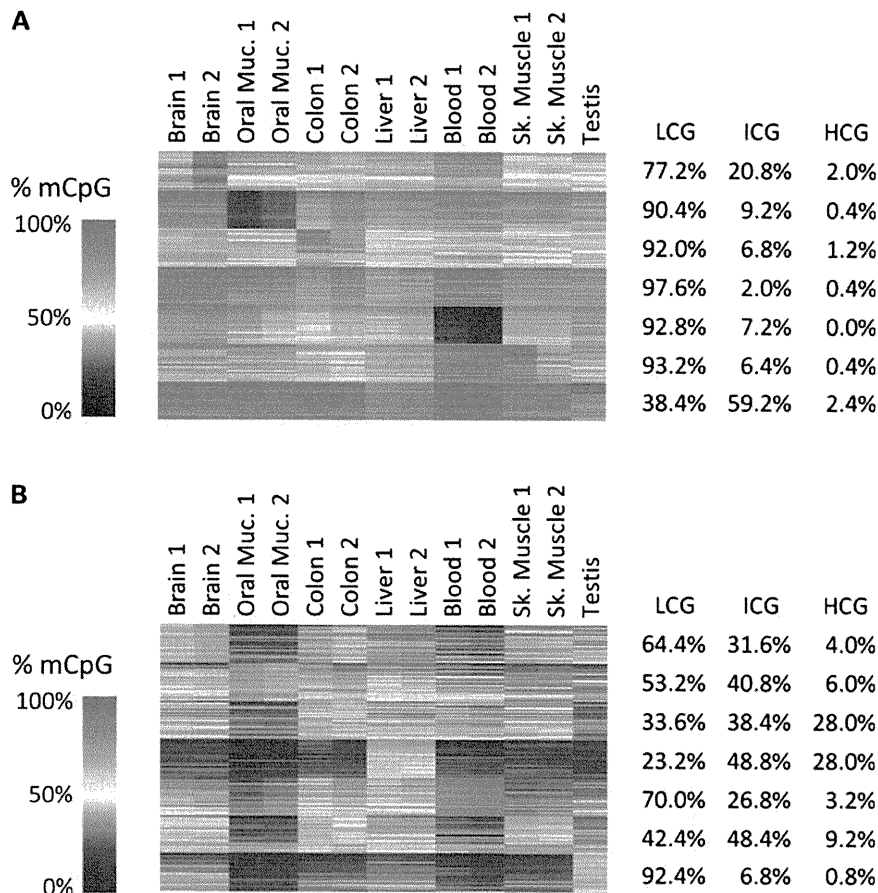 A
Brain 1
Brain 2
Oral Muc. 1
Oral Muc. 2
Colon 1
Colon 2
Liver 1
Liver 2
Blood 1
Blood 2
Sk. Muscle 1
Sk. Muscle 2
Testis
LCG ICG HCG
% mCpG
100%
50%
0%
77.2% 20.8% 2.0%
90.4% 9.2% 0.4%
92.0% 6.8% 1.2%
97.6% 2.0% 0.4%
92.8% 7.2% 0.0%
93.2% 6.4% 0.4%
38.4% 59.2% 2.4%
B
Brain 1
Brain 2
Oral Muc. 1
Oral Muc. 2
Colon 1
Colon 2
Liver 1
Liver 2
Blood 1
Blood 2
Sk. Muscle 1
Sk. Muscle 2
Testis
LCG ICG HCG
% mCpG
100%
50%
0%
64.4% 31.6% 4.0%
53.2% 40.8% 6.0%
33.6% 38.4% 28.0%
23.2% 48.8% 28.0%
70.0% 26.8% 3.2%
42.4% 48.4% 9.2%
92.4% 6.8% 0.8%